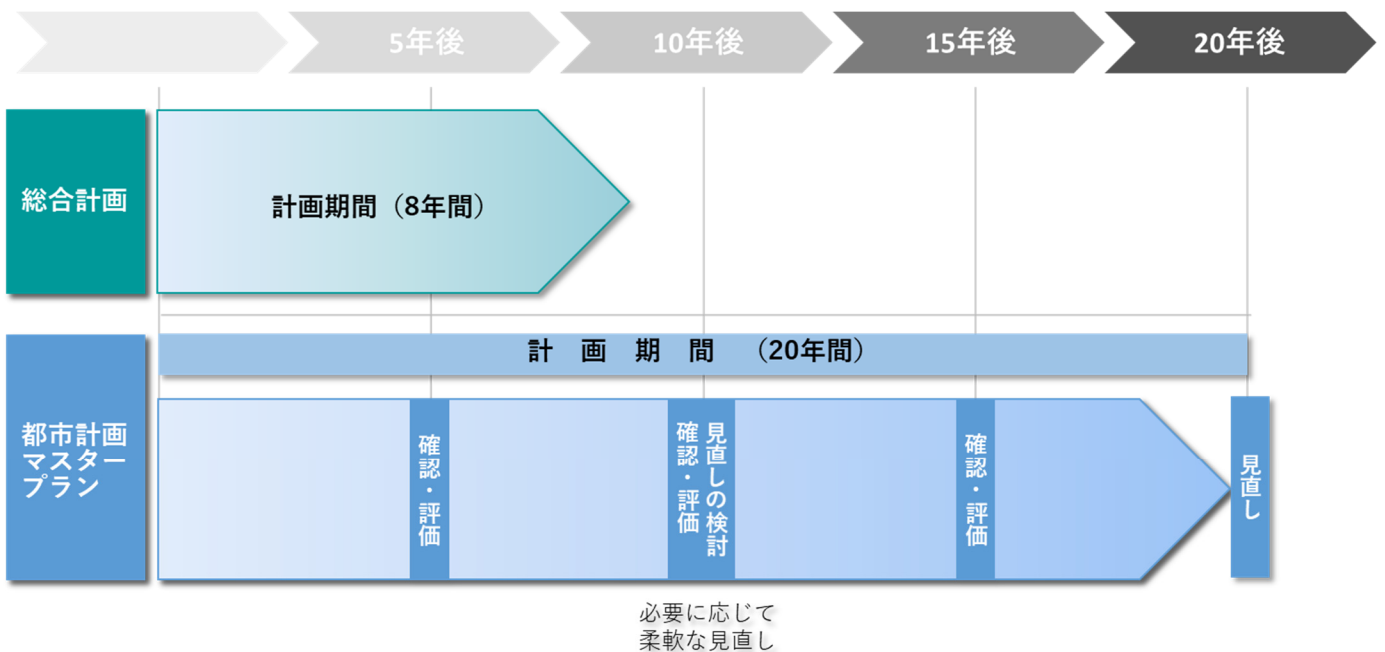 5年後
10年後
15年後
20年後
総合計画
計画期間（8年間）
計画期間 （20年間）
都市計画
マスター
プラン
確認・評価
見直しの検討
確認・評価
確認・評価
見直し
必要に応じて
柔軟な見直し